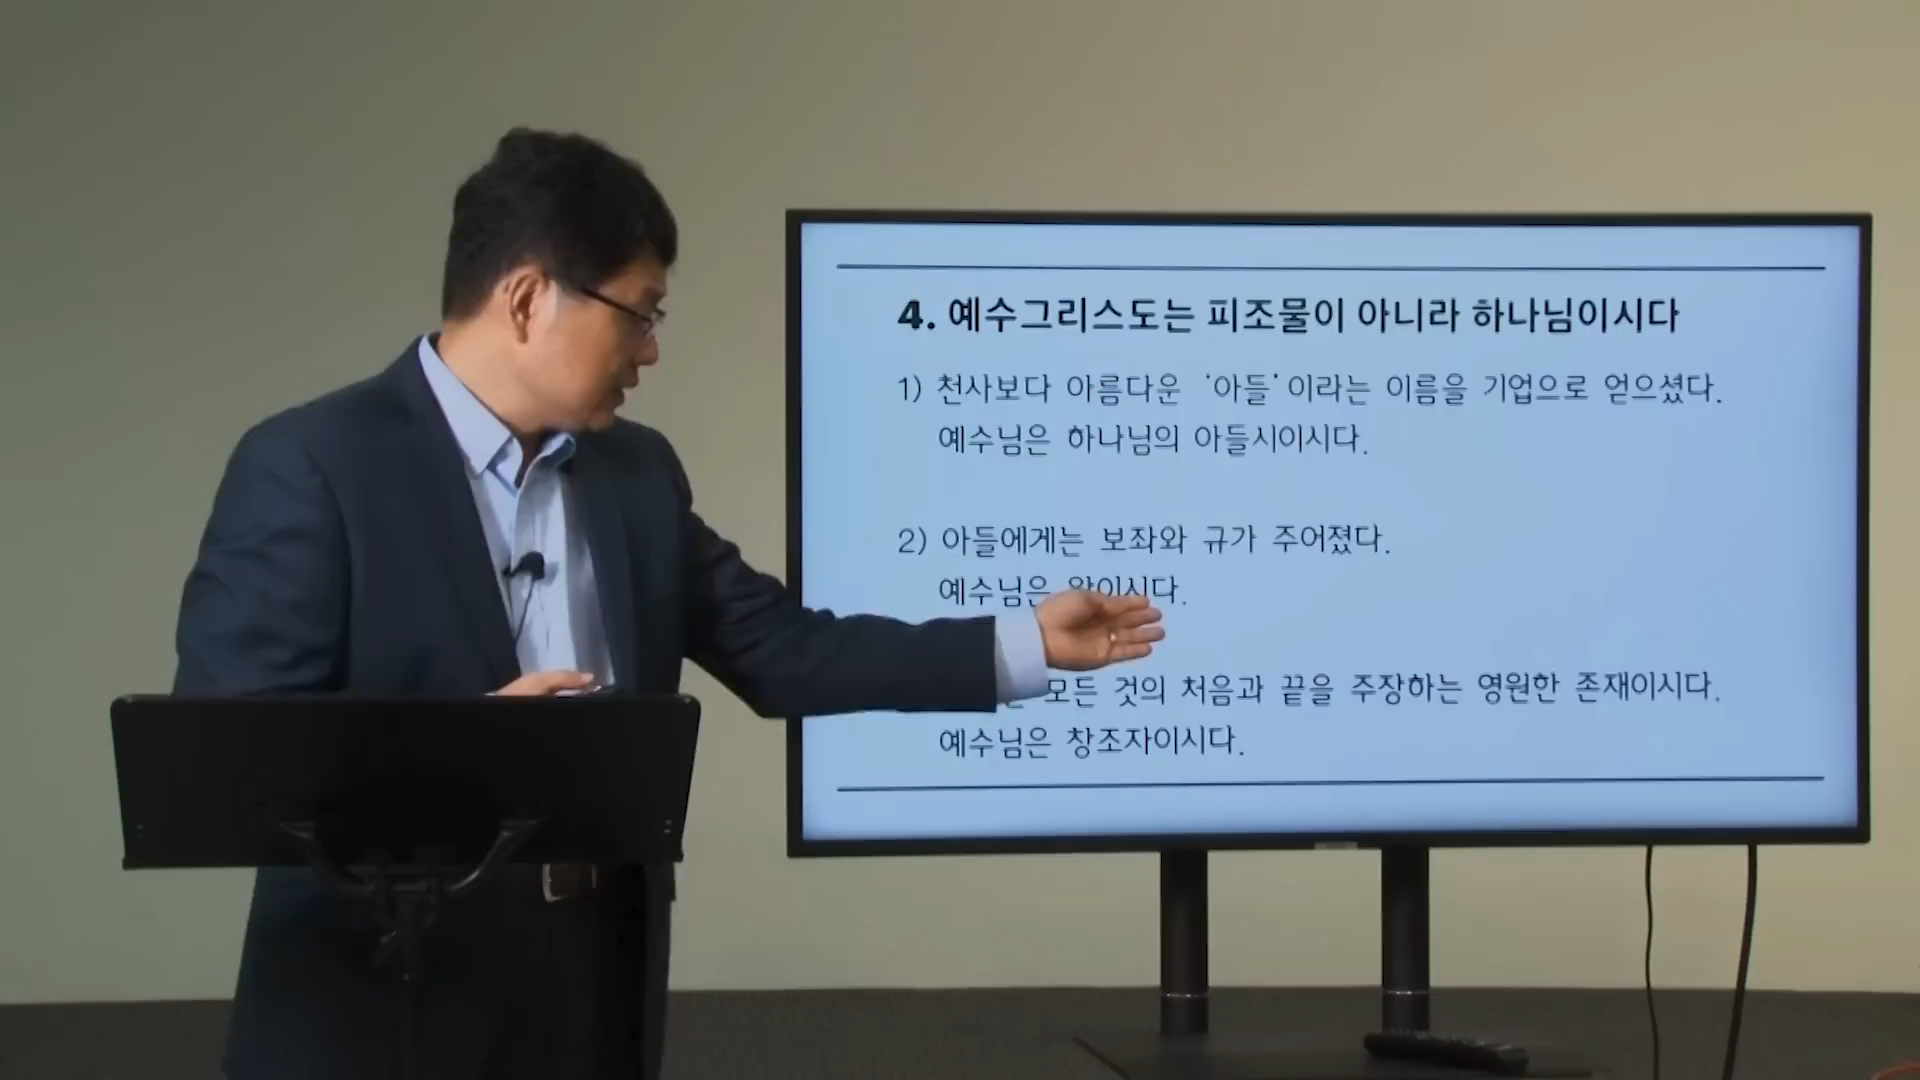 4. 예수그리스도는 피조물이 아니라 하나님이시다
1) 천사보다 아름다운 '아들'이라는 이름을 기업으로 얻으셨다.
예수님은 하나님의 아들시이시다.
2) 아들에게는 보좌와 규가 주어졌다.
예수님은
모든 것의 처음과 끝을 주장하는 영원한 존재이시다.
예수님은 창조자이시다.